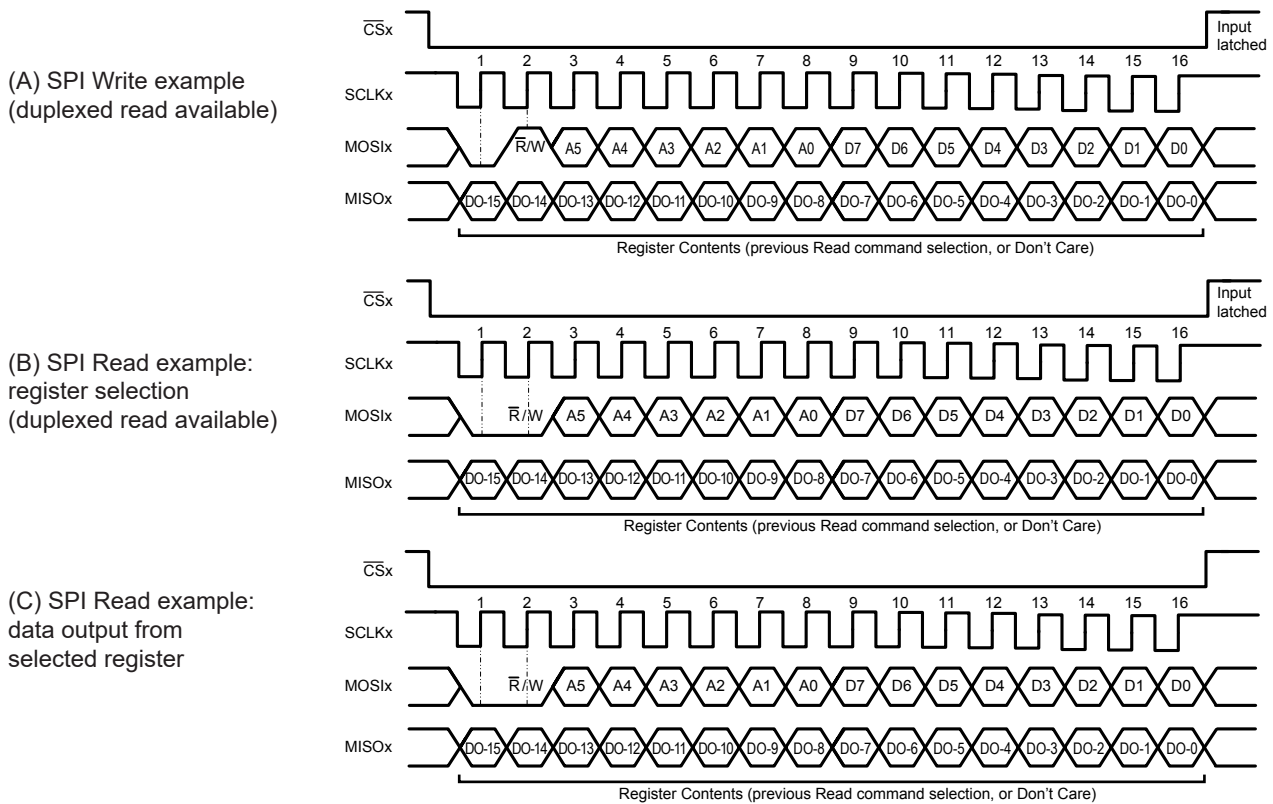 (A) SPI Write example
(duplexed read available)
C̅S̅x
Input
latched
1 2 3 4 5 6 7 8 9 10 11 12 13 14 15 16
SCLKx
MOSIx R̅/W A5 A4 A3 A2 A1 A0 D7 D6 D5 D4 D3 D2 D1 D0
MISOx DO-15 DO-14 DO-13 DO-12 DO-11 DO-10 DO-9 DO-8 DO-7 DO-6 DO-5 DO-4 DO-3 DO-2 DO-1 DO-0
Register Contents (previous Read command selection, or Don't Care)
(B) SPI Read example:
register selection
(duplexed read available)
C̅S̅x
Input
latched
1 2 3 4 5 6 7 8 9 10 11 12 13 14 15 16
SCLKx
MOSIx R̅/W A5 A4 A3 A2 A1 A0 D7 D6 D5 D4 D3 D2 D1 D0
MISOx DO-15 DO-14 DO-13 DO-12 DO-11 DO-10 DO-9 DO-8 DO-7 DO-6 DO-5 DO-4 DO-3 DO-2 DO-1 DO-0
Register Contents (previous Read command selection, or Don't Care)
(C) SPI Read example:
data output from
selected register
C̅S̅x
1 2 3 4 5 6 7 8 9 10 11 12 13 14 15 16
SCLKx
MOSIx R̅/W A5 A4 A3 A2 A1 A0 D7 D6 D5 D4 D3 D2 D1 D0
MISOx DO-15 DO-14 DO-13 DO-12 DO-11 DO-10 DO-9 DO-8 DO-7 DO-6 DO-5 DO-4 DO-3 DO-2 DO-1 DO-0
Register Contents (previous Read command selection, or Don't Care)